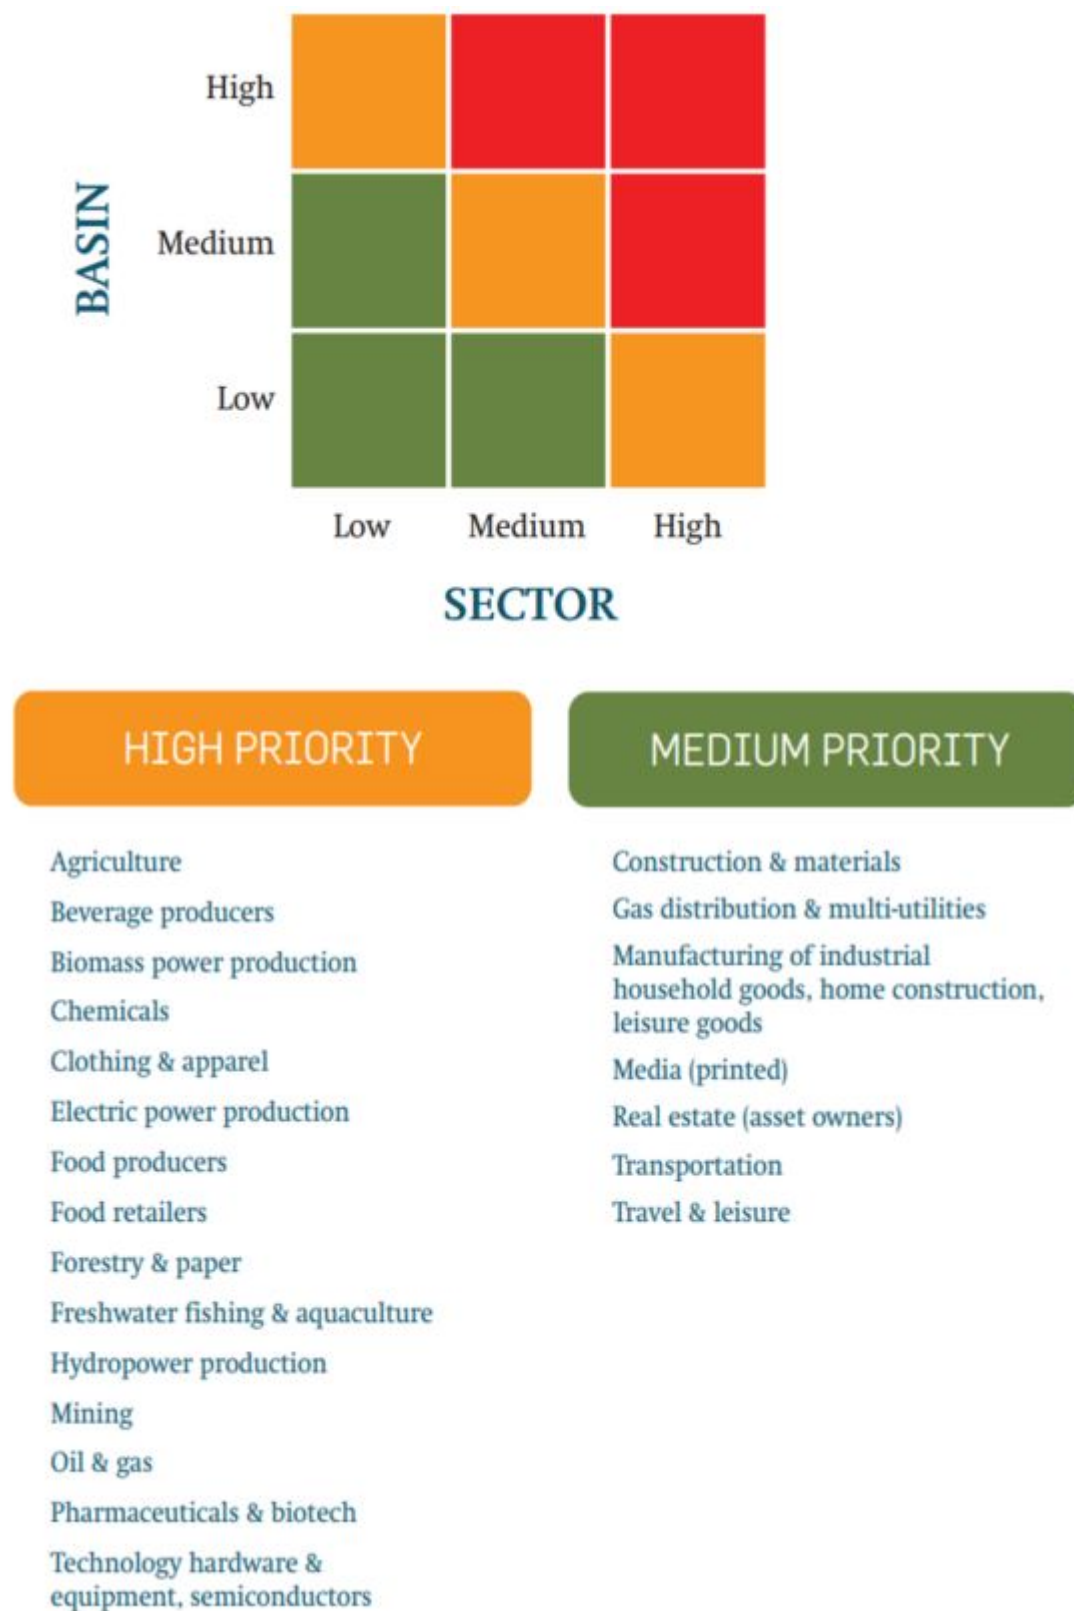 High
Medium
Low
BASIN
Low Medium High
SECTOR
HIGH PRIORITY
Agriculture
Beverage producers
Biomass power production
Chemicals
Clothing & apparel
Electric power production
Food producers
Food retailers
Forestry & paper
Freshwater fishing & aquaculture
Hydropower production
Mining
Oil & gas
Pharmaceuticals & biotech
Technology hardware &
equipment, semiconductors
MEDIUM PRIORITY
Construction & materials
Gas distribution & multi-utilities
Manufacturing of industrial
household goods, home construction,
leisure goods
Media (printed)
Real estate (asset owners)
Transportation
Travel & leisure